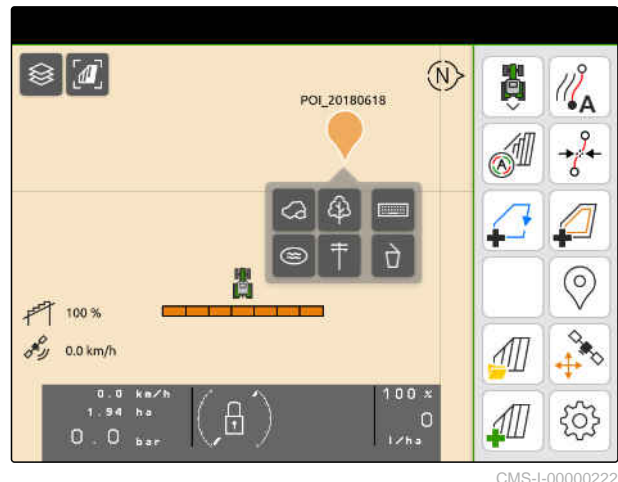 N
POI_20180618
A
A
100 %
0.0 km/h
0.0 km/h
1.94 ha
0.0 bar
100 %
0
l/ha
CMS-I-00000222